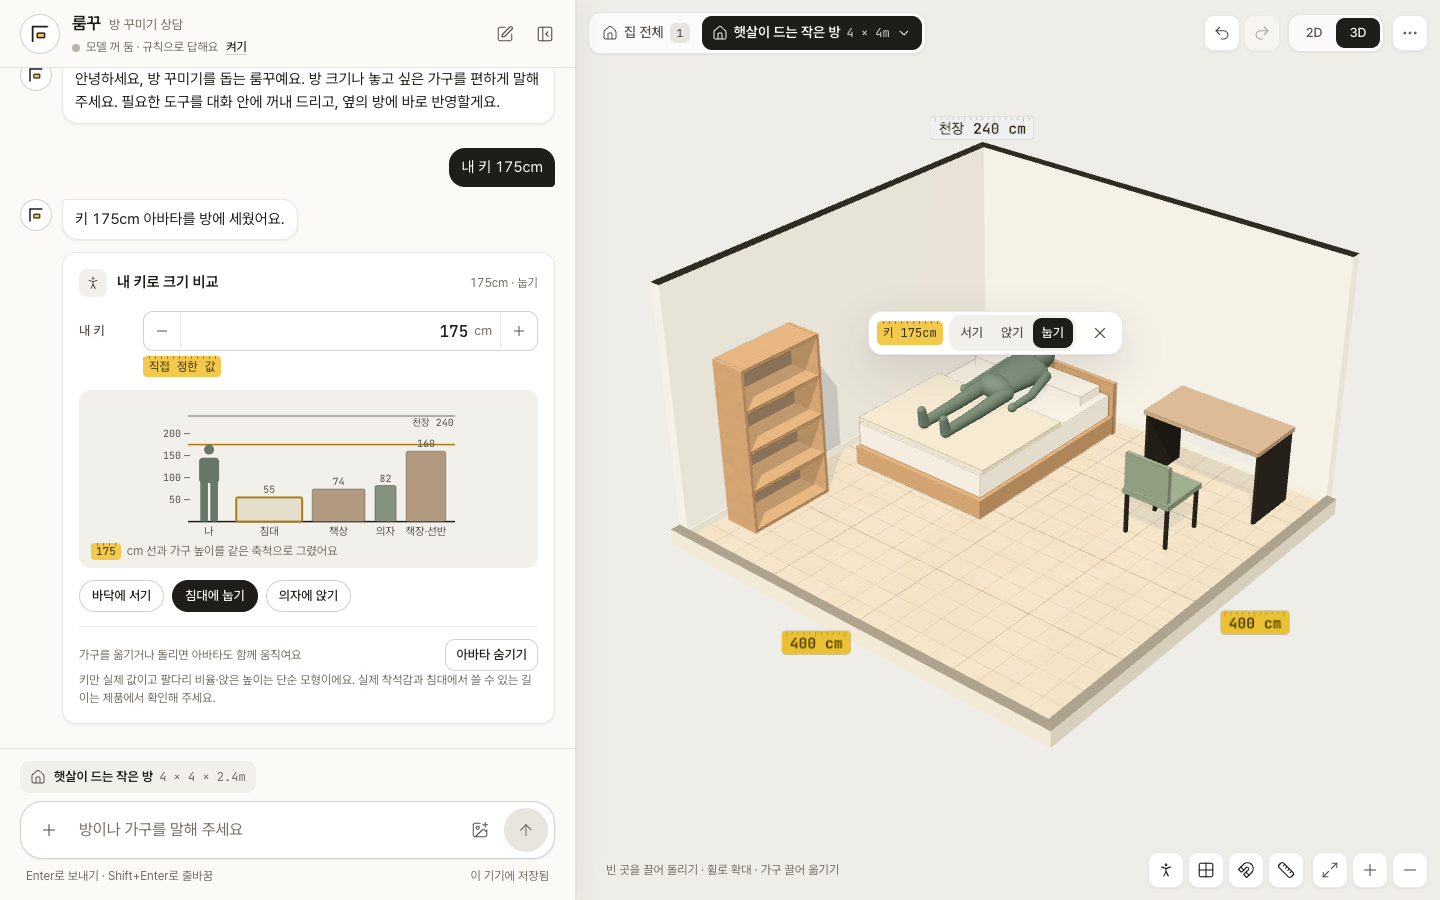 룸꾸 방 꾸미기 상담
모델 꺼 둠 · 규칙으로 답해요 켜기
안녕하세요, 방 꾸미기를 돕는 룸꾸예요. 방 크기나 놓고 싶은 가구를 편하게 말해
주세요. 필요한 도구를 대화 안에 꺼내 드리고, 옆의 방에 바로 반영할게요.
내 키 175cm
키 175cm 아바타를 방에 세웠어요.
내 키로 크기 비교 175cm · 눕기
내 키 − 175 cm +
직접 정한 값
천장 240
200
150
100
50
160
55
74
82
나 침대 책상 의자 책장·선반
175 cm 선과 가구 높이를 같은 축척으로 그렸어요
바닥에 서기 침대에 눕기 의자에 앉기
가구를 옮기거나 돌리면 아바타도 함께 움직여요 아바타 숨기기
키만 실제 값이고 팔다리 비율·앉은 높이는 단순 모형이에요. 실제 착석감과 침대에서 쓸 수 있는 길
이는 제품에서 확인해 주세요.
햇살이 드는 작은 방 4 × 4 × 2.4m
방이나 가구를 말해 주세요
Enter로 보내기 · Shift+Enter로 줄바꿈 이 기기에 저장됨
집 전체 1 햇살이 드는 작은 방 4 × 4m
2D 3D
천장 240 cm
키 175cm 서기 앉기 눕기
400 cm
400 cm
빈 곳을 끌어 돌리기 · 휠로 확대 · 가구 끌어 옮기기